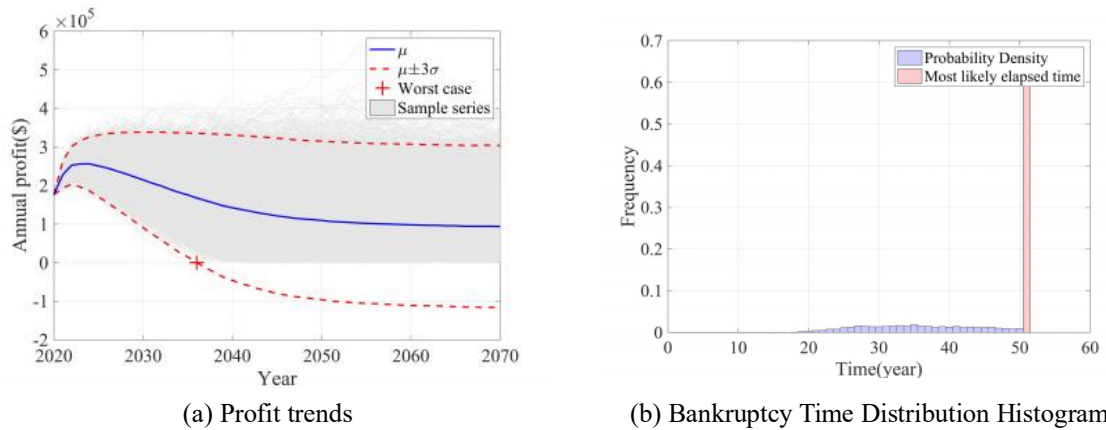 ×10⁵
6
5
4
3
2
1
0
-1
-2
Annual profit($)
μ
μ±3σ
Worst case
Sample series
2020 2030 2040 2050 2060 2070
Year
(a) Profit trends
0.7
0.6
0.5
0.4
0.3
0.2
0.1
0
Frequency
Probability Density
Most likely elapsed time
0 10 20 30 40 50 60
Time(year)
(b) Bankruptcy Time Distribution Histogram